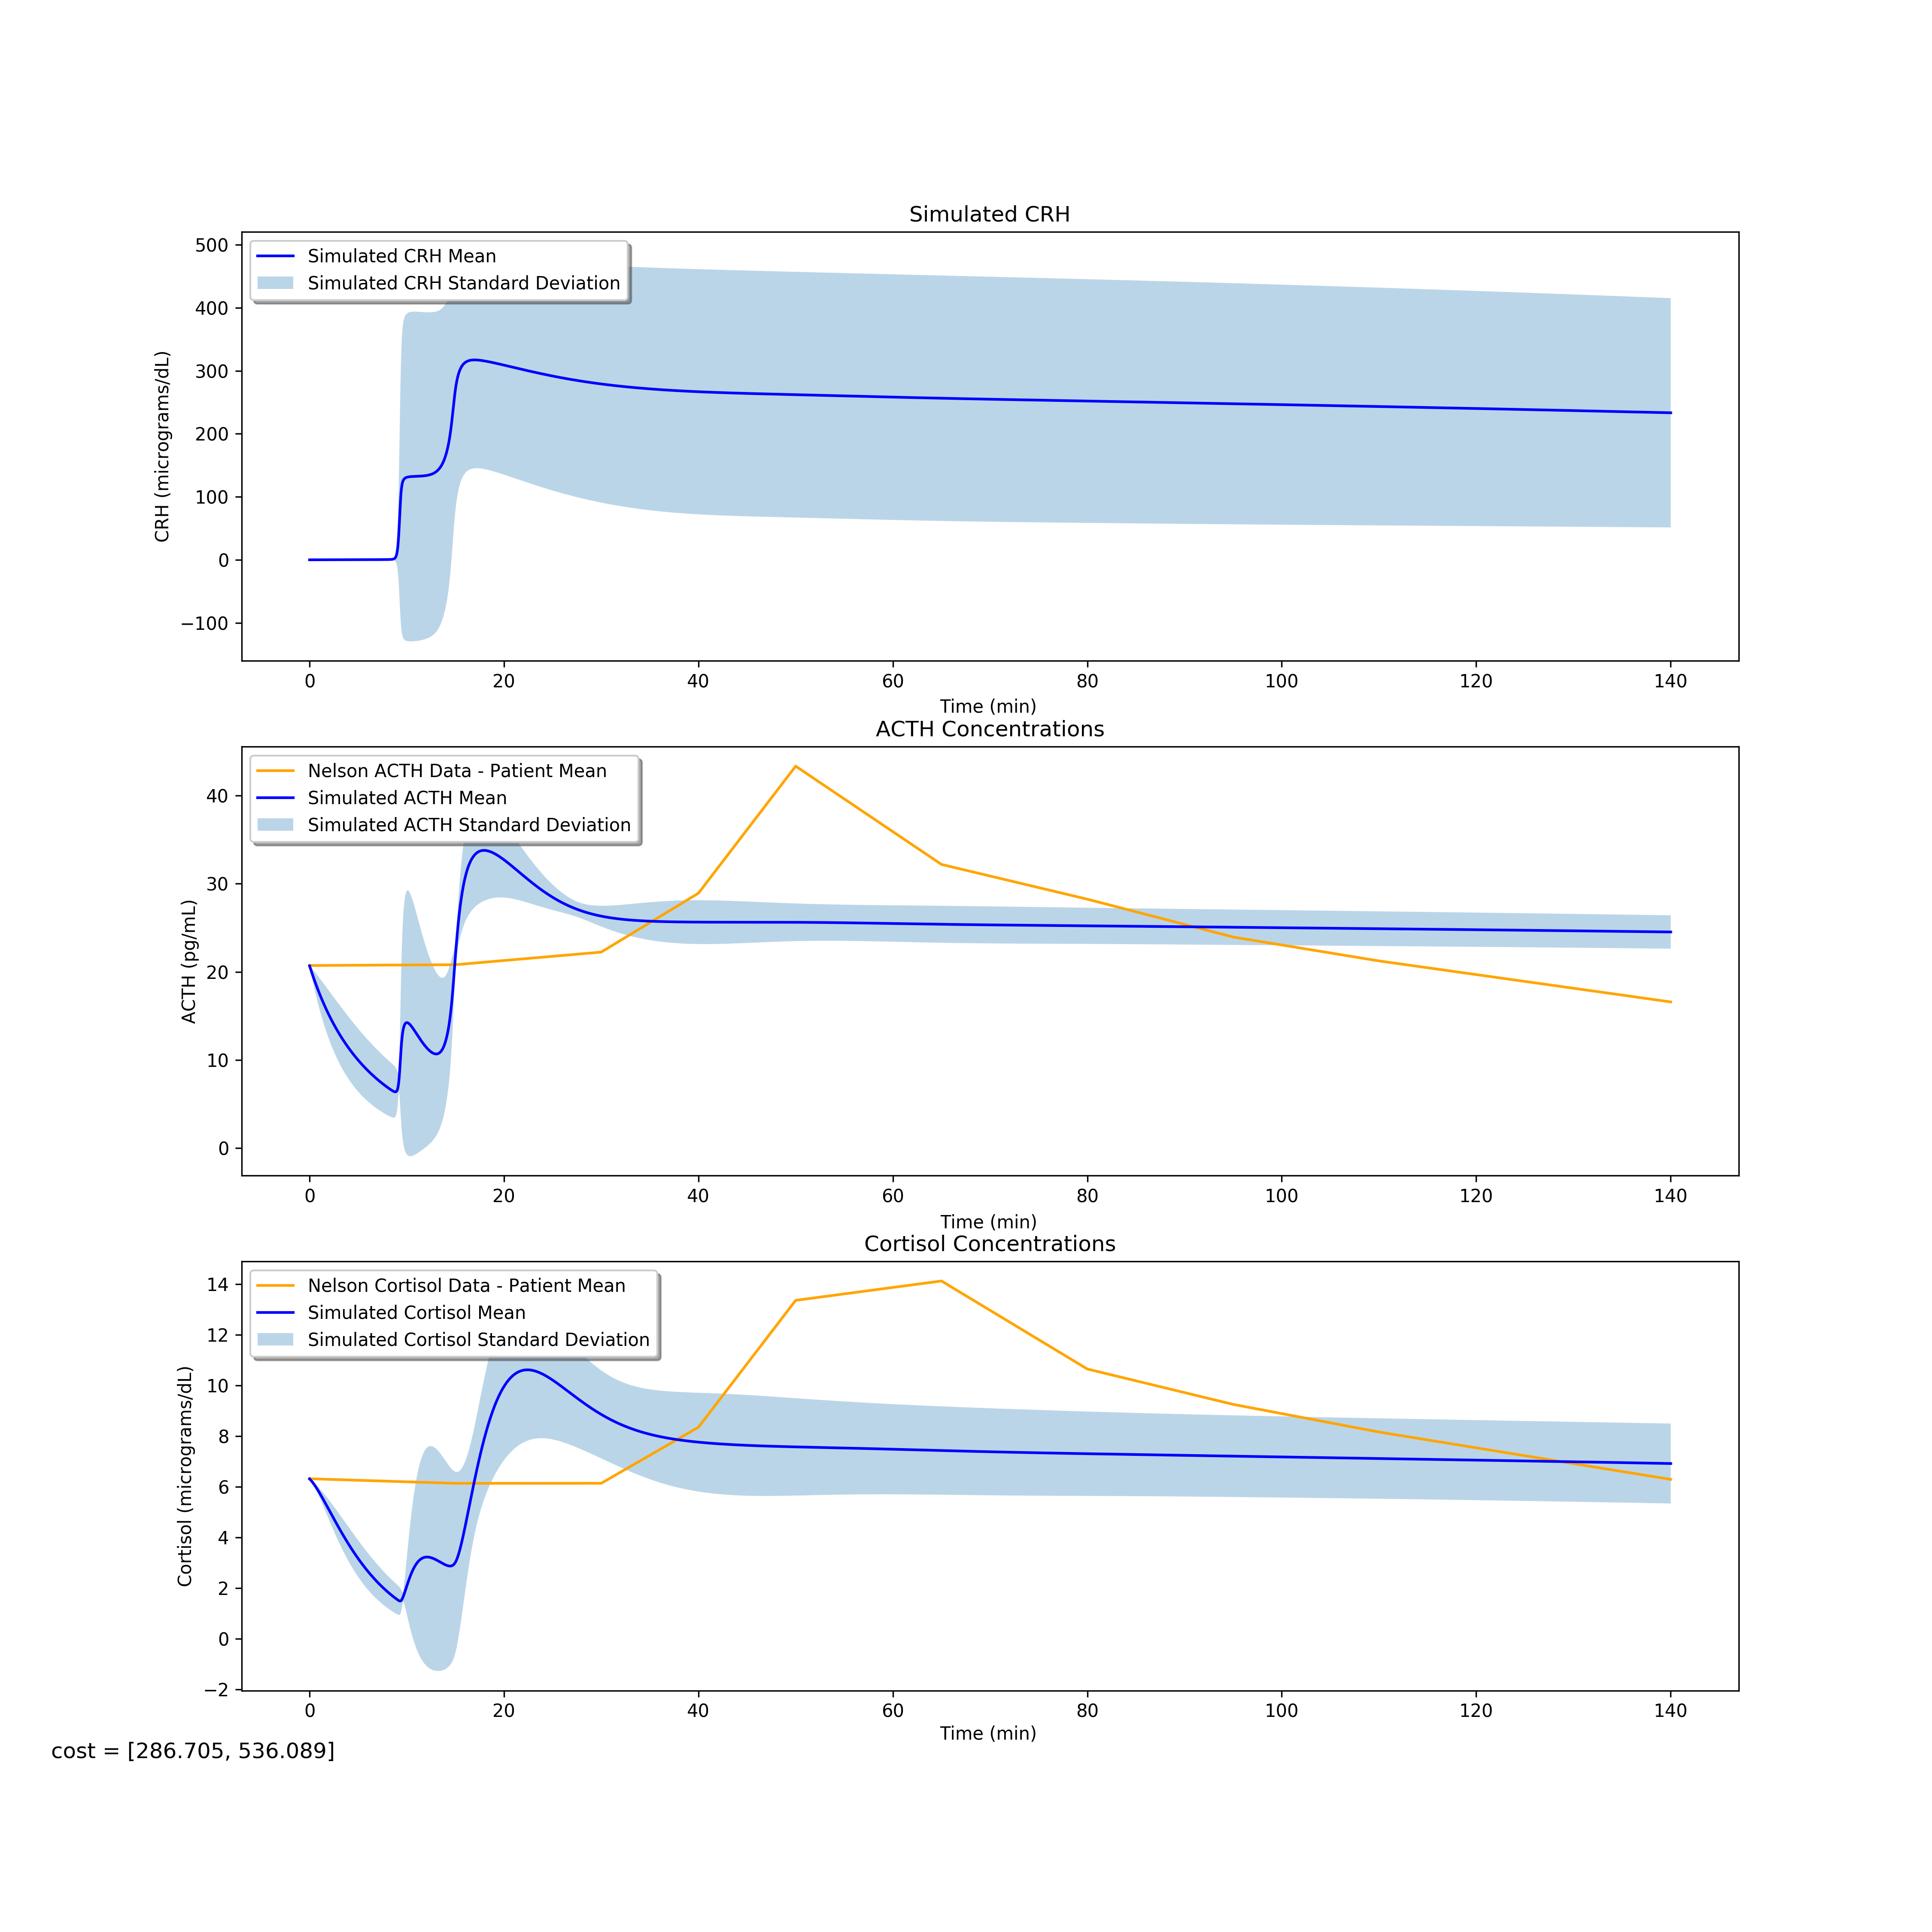 Simulated CRH
Simulated CRH Mean
Simulated CRH Standard Deviation
CRH (micrograms/dL)
500
400
300
200
100
0
−100
0 20 40 60 80 100 120 140
Time (min)
ACTH Concentrations
Nelson ACTH Data - Patient Mean
Simulated ACTH Mean
Simulated ACTH Standard Deviation
ACTH (pg/mL)
40
30
20
10
0
0 20 40 60 80 100 120 140
Time (min)
Cortisol Concentrations
Nelson Cortisol Data - Patient Mean
Simulated Cortisol Mean
Simulated Cortisol Standard Deviation
Cortisol (micrograms/dL)
14
12
10
8
6
4
2
0
−2
0 20 40 60 80 100 120 140
Time (min)
cost = [286.705, 536.089]